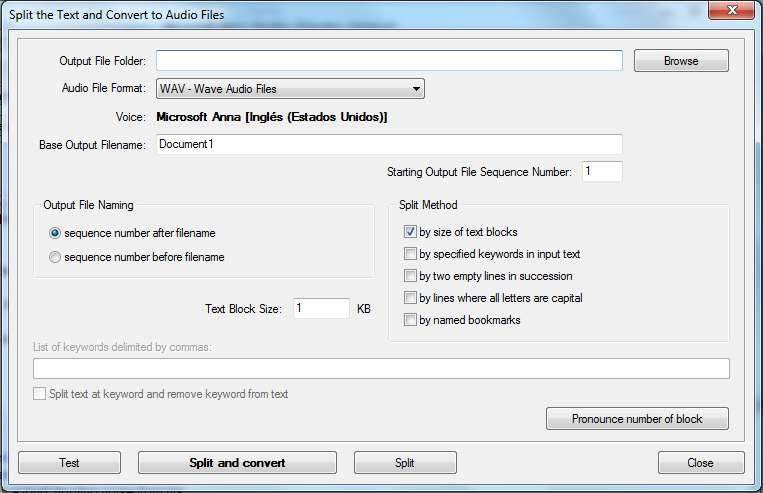 Split the Text and Convert to Audio Files
Output File Folder:
Browse
Audio File Format: WAV - Wave Audio Files
Voice: Microsoft Anna [Inglés (Estados Unidos)]
Base Output Filename: Document1
Starting Output File Sequence Number: 1
Output File Naming
sequence number after filename
sequence number before filename
Split Method
by size of text blocks
by specified keywords in input text
by two empty lines in succession
by lines where all letters are capital
by named bookmarks
Text Block Size: 1 KB
List of keywords delimited by commas:
Split text at keyword and remove keyword from text
Pronounce number of block
Test
Split and convert
Split
Close